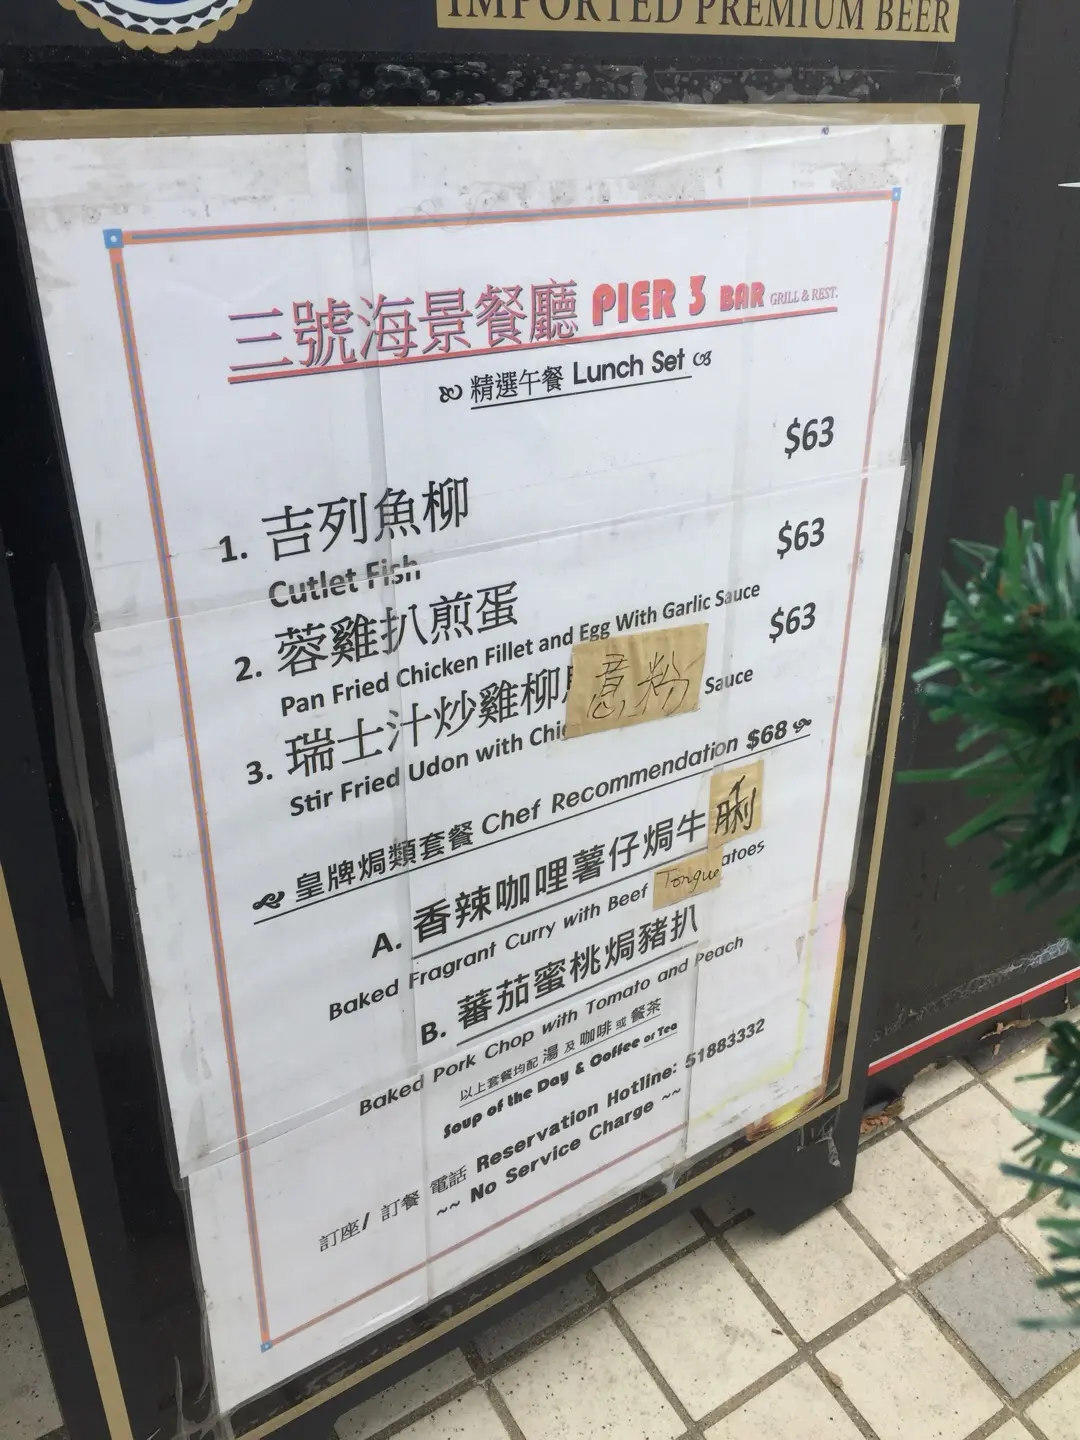 IMPORTED PREMIUM BEER
三號海景餐廳 PIER 3 BAR GRILL & REST.
精選午餐 Lunch Set
$63
1. 吉列魚柳
Cutlet Fish
$63
2. 蓉雞扒煎蛋
Pan Fried Chicken Fillet and Egg With Garlic Sauce
$63
3. 瑞士汁炒雞柳意粉
Stir Fried Udon with Chi Sauce
皇牌焗類套餐 Chef Recommendation $68
A. 香辣咖哩薯仔焗牛脷
Baked Fragrant Curry with Beef Tongue atoes
B. 蕃茄蜜桃焗豬扒
Baked Pork Chop with Tomato and Peach
以上套餐均配 湯 及 咖啡 或 餐茶
Soup of the Day & Coffee or Tea
訂座/ 訂餐 電話 Reservation Hotline: 51883332
~~ No Service Charge ~~